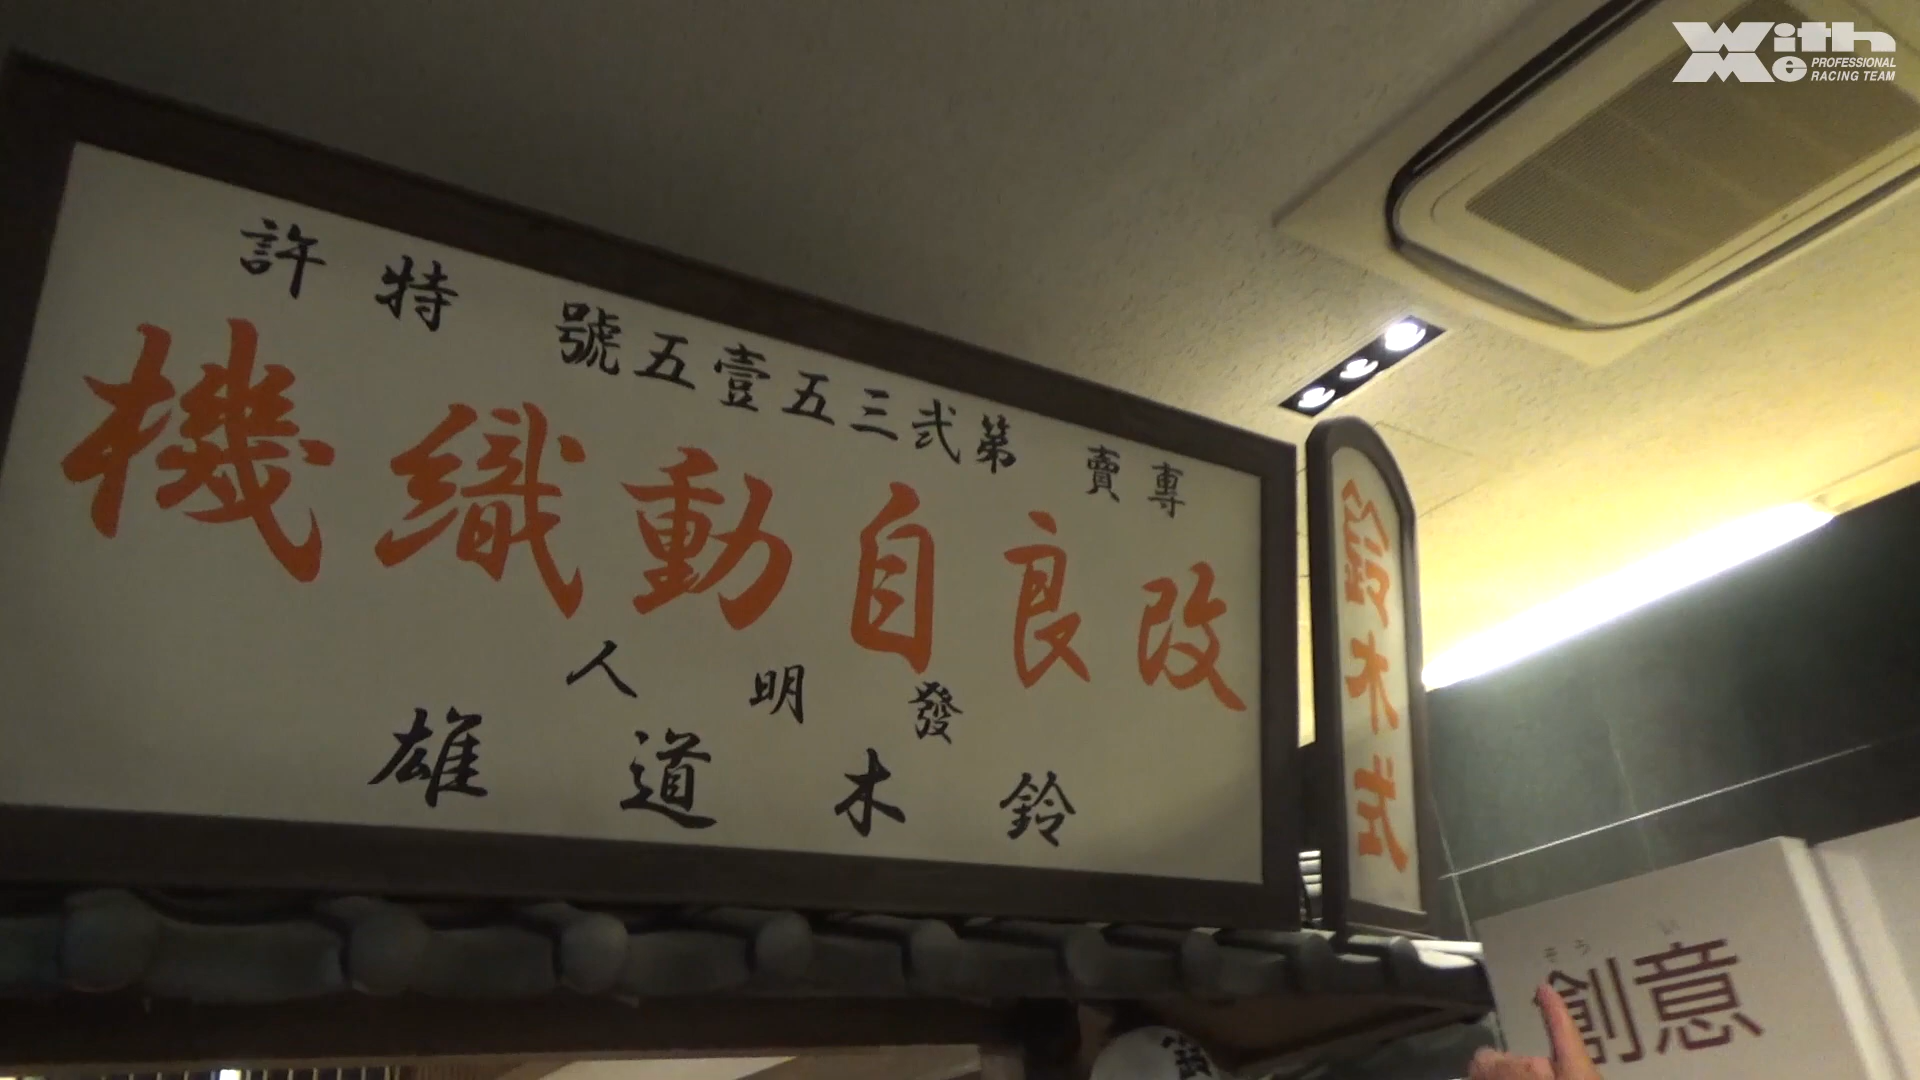 專賣 第弐三五壹五號 特許
改良自動織機
發明人
鈴木道雄
鈴木式
そうい
創意
With Me PROFESSIONAL RACING TEAM